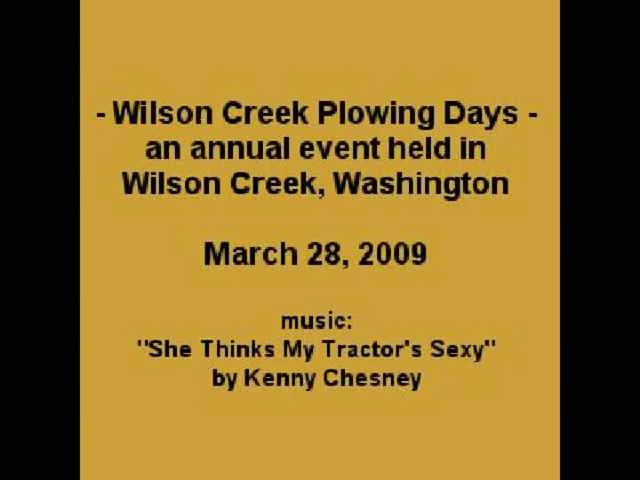 - Wilson Creek Plowing Days -
an annual event held in
Wilson Creek, Washington
March 28, 2009
music:
"She Thinks My Tractor's Sexy"
by Kenny Chesney